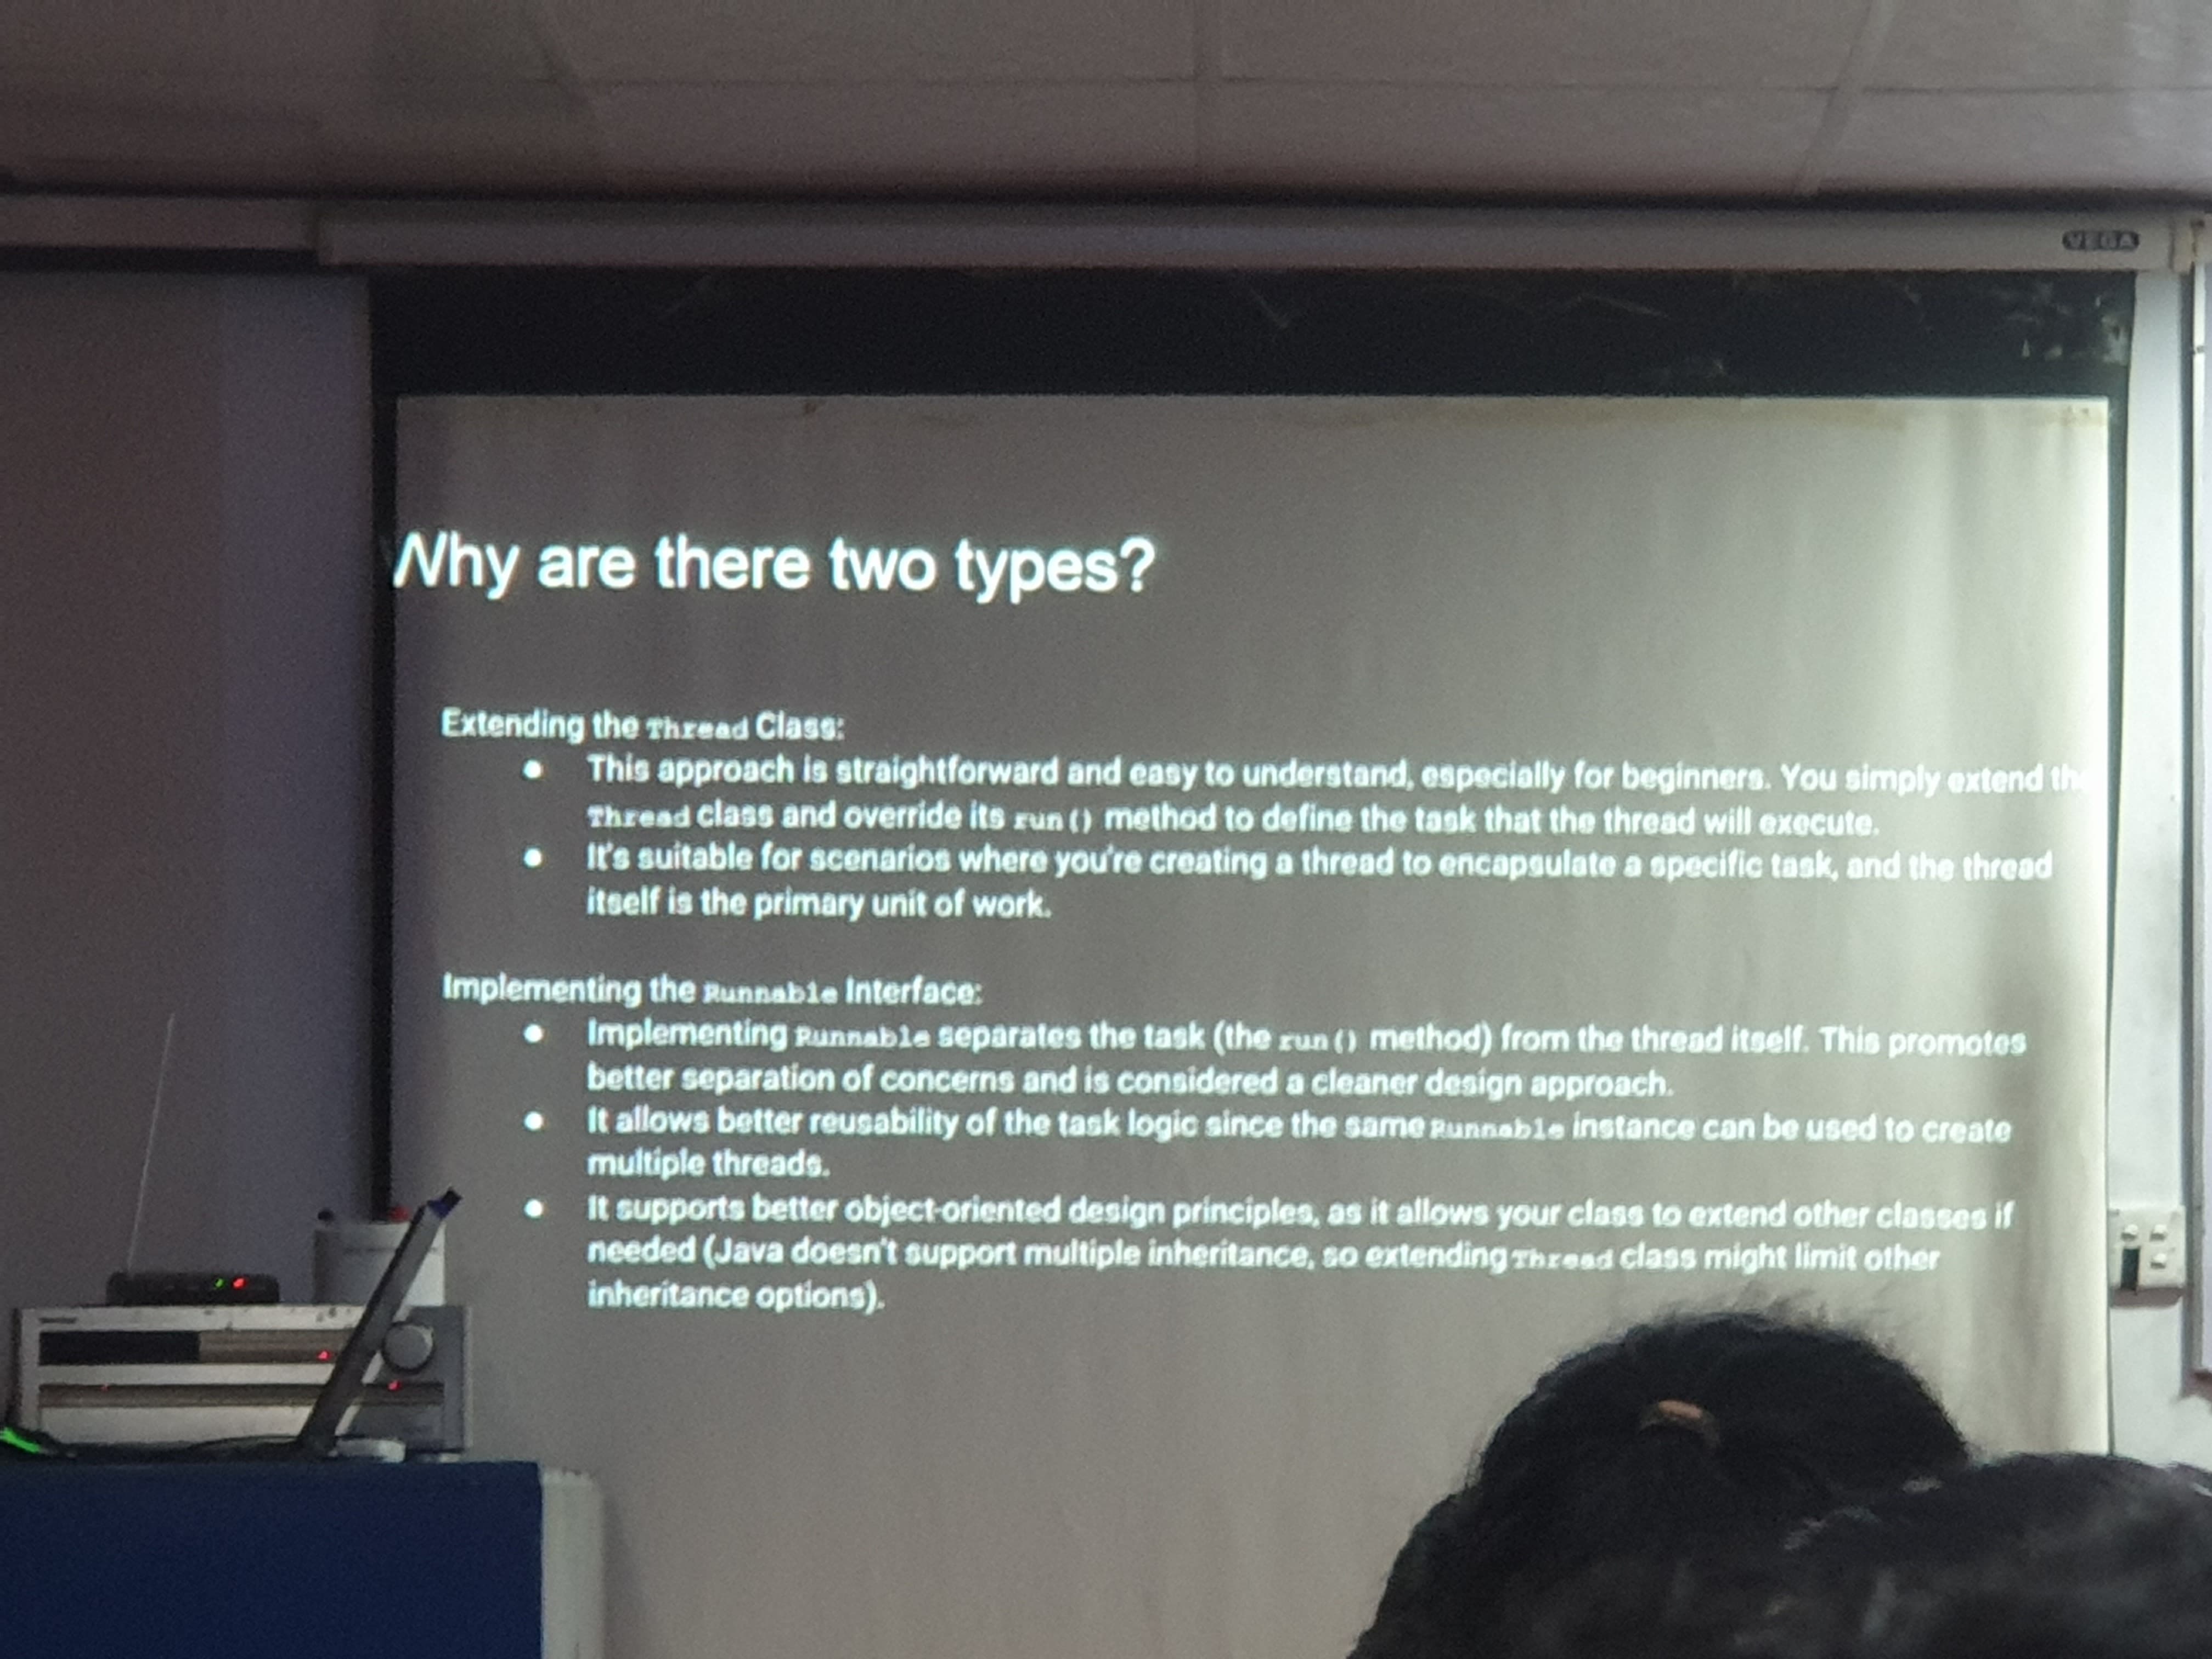 VEGA
Why are there two types?
Extending the Thread Class:
● This approach is straightforward and easy to understand, especially for beginners. You simply extend the
Thread class and override its run() method to define the task that the thread will execute.
● It's suitable for scenarios where you're creating a thread to encapsulate a specific task, and the thread
itself is the primary unit of work.
Implementing the Runnable Interface:
● Implementing Runnable separates the task (the run() method) from the thread itself. This promotes
better separation of concerns and is considered a cleaner design approach.
● It allows better reusability of the task logic since the same Runnable instance can be used to create
multiple threads.
● It supports better object-oriented design principles, as it allows your class to extend other classes if
needed (Java doesn't support multiple inheritance, so extending Thread class might limit other
inheritance options).